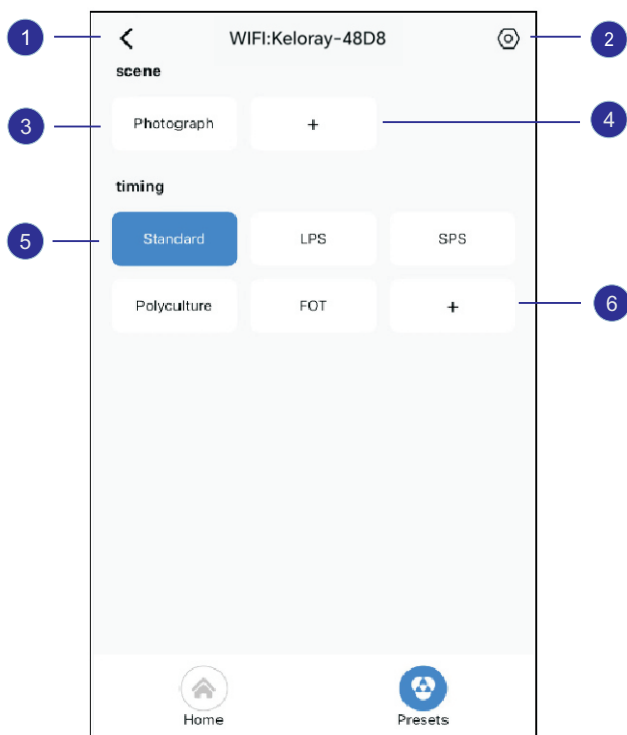 1 WIFI:Keloray-48D8 2
scene
3 Photograph + 4
timing
5 Standard LPS SPS
Polyculture FOT + 6
Home Presets